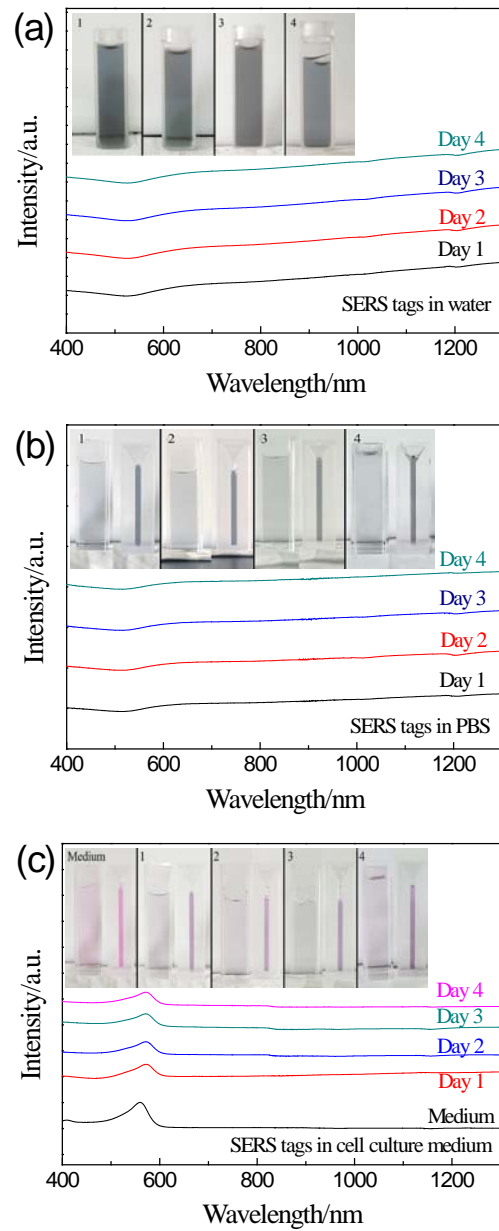 (a)
1 2 3 4
Intensity/a.u.
Day 4
Day 3
Day 2
Day 1
SERS tags in water
400 600 800 1000 1200
Wavelength/nm
(b)
1 2 3 4
Intensity/a.u.
Day 4
Day 3
Day 2
Day 1
SERS tags in PBS
400 600 800 1000 1200
Wavelength/nm
(c)
Medium 1 2 3 4
Intensity/a.u.
Day 4
Day 3
Day 2
Day 1
Medium
SERS tags in cell culture medium
400 600 800 1000 1200
Wavelength/nm